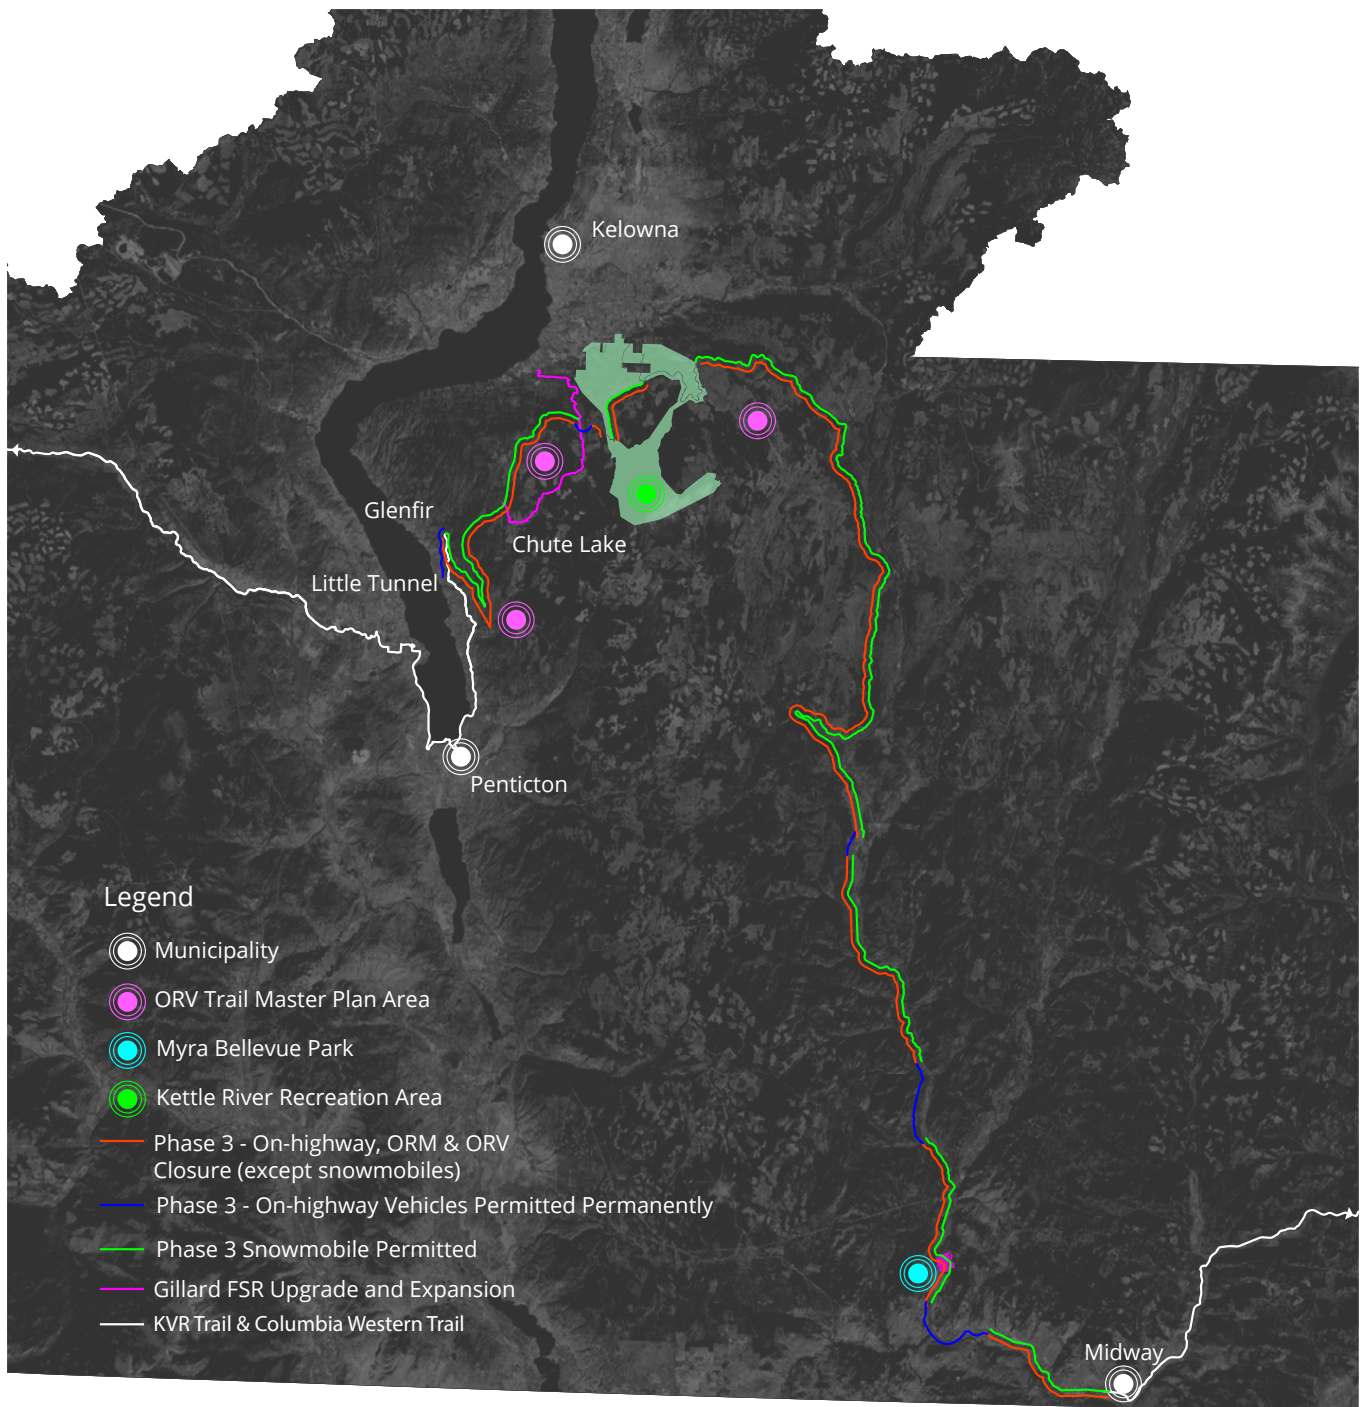 Kelowna
Glenfir
Chute Lake
Little Tunnel
Penticton
Legend
Municipality
ORV Trail Master Plan Area
Myra Bellevue Park
Kettle River Recreation Area
Phase 3 - On-highway, ORM & ORV
Closure (except snowmobiles)
Phase 3 - On-highway Vehicles Permitted Permanently
Phase 3 Snowmobile Permitted
Gillard FSR Upgrade and Expansion
KVR Trail & Columbia Western Trail
Midway